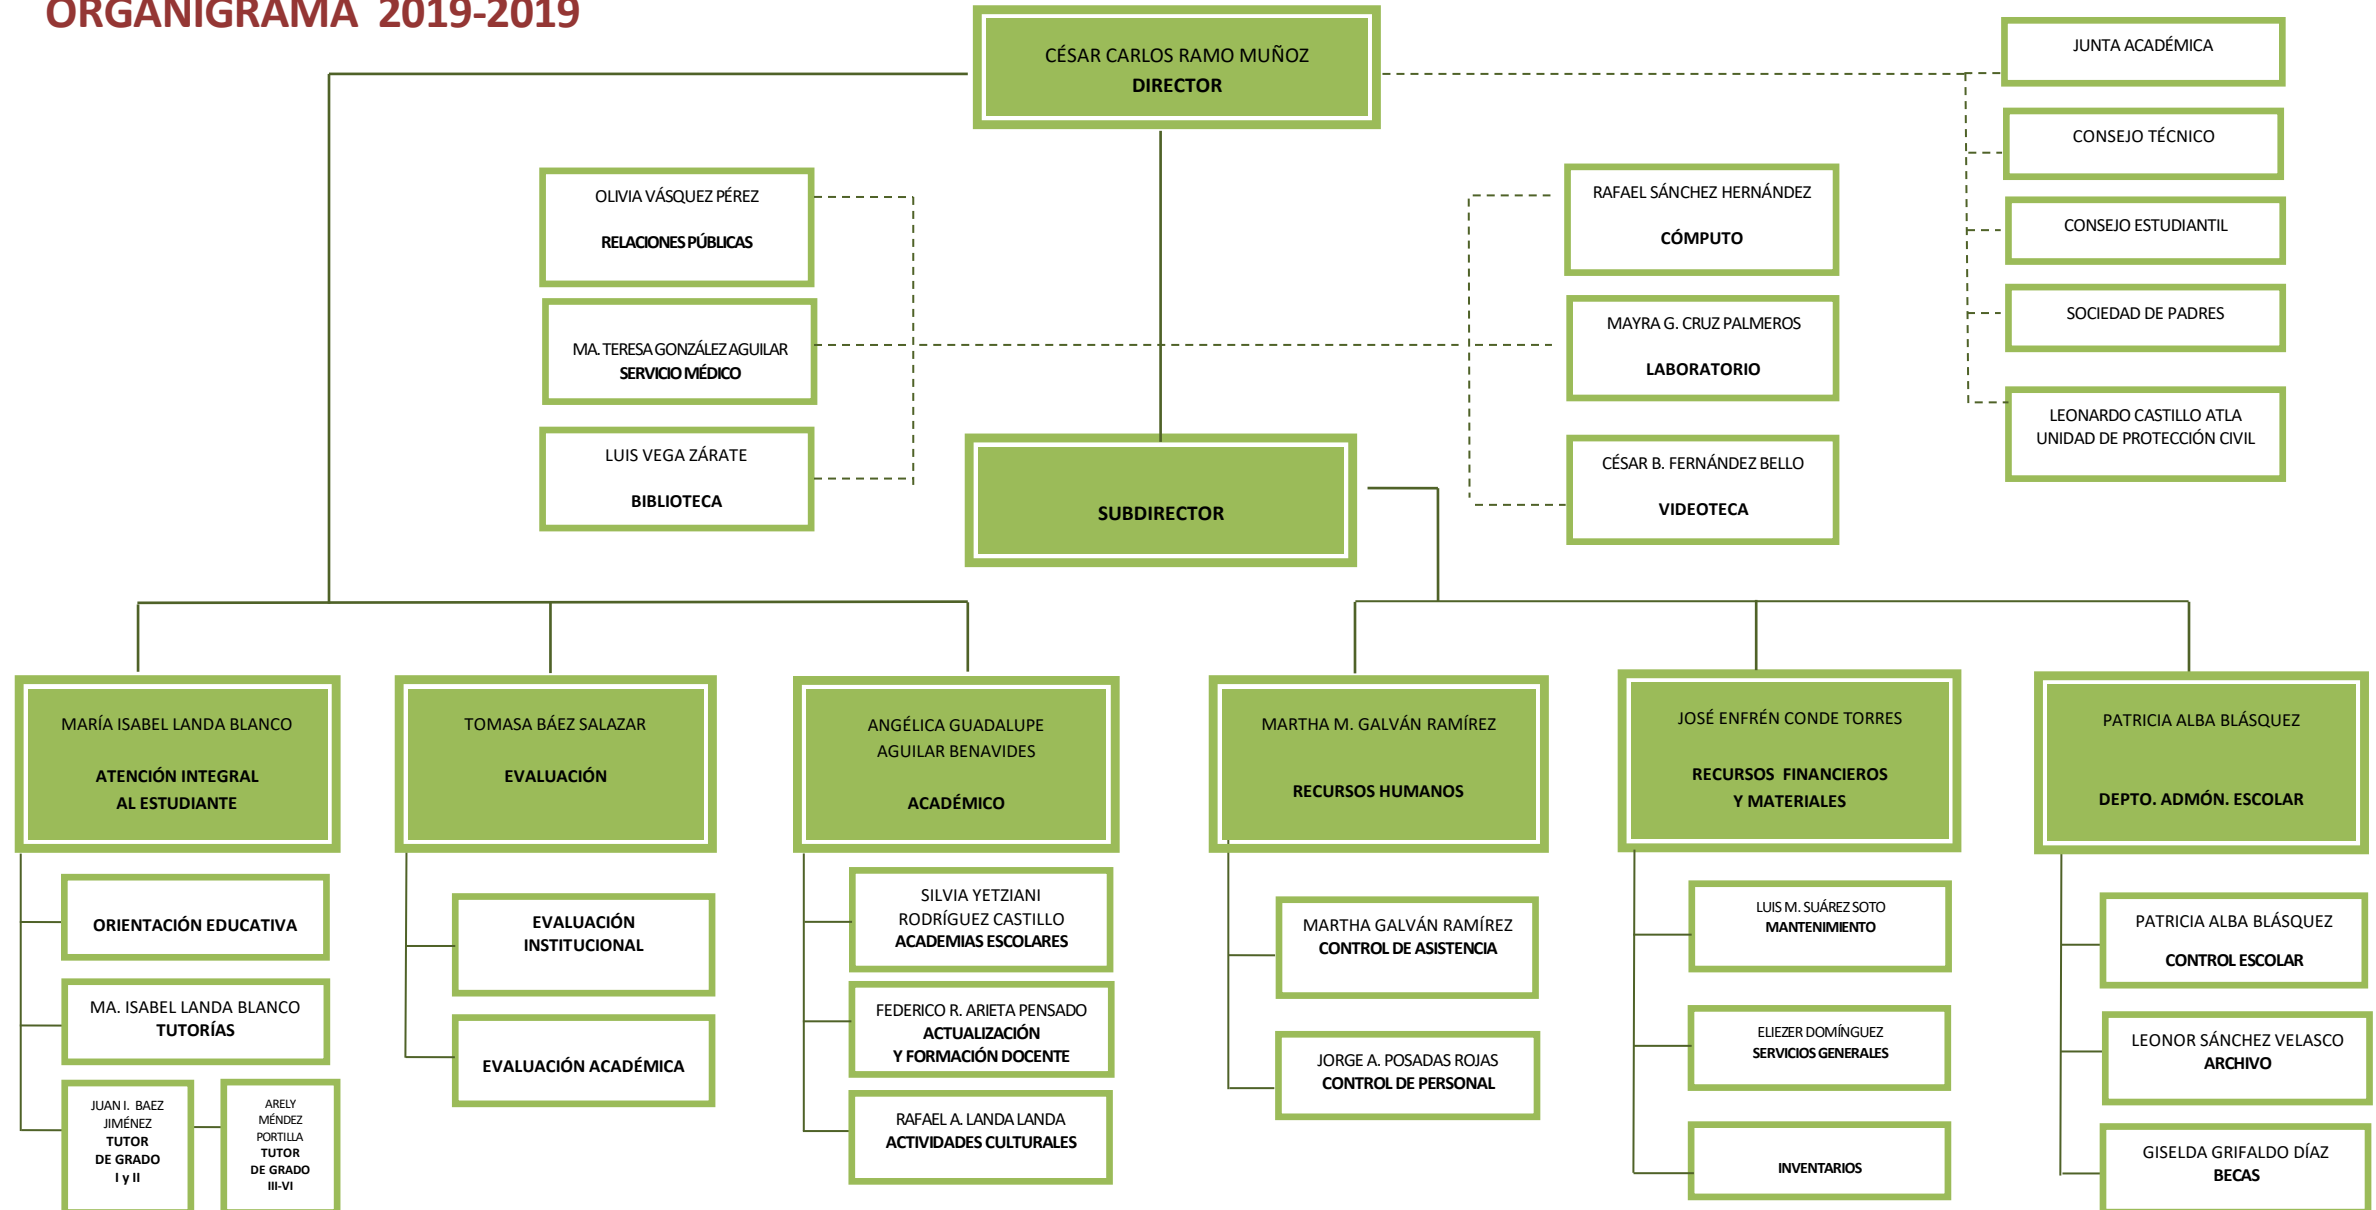 ORGANIGRAMA 2019-2019
CÉSAR CARLOS RAMO MUÑOZ
DIRECTOR
JUNTA ACADÉMICA
CONSEJO TÉCNICO
CONSEJO ESTUDIANTIL
SOCIEDAD DE PADRES
LEONARDO CASTILLO ATLA
UNIDAD DE PROTECCIÓN CIVIL
OLIVIA VÁSQUEZ PÉREZ
RELACIONES PÚBLICAS
MA. TERESA GONZÁLEZ AGUILAR
SERVICIO MÉDICO
LUIS VEGA ZÁRATE
BIBLIOTECA
RAFAEL SÁNCHEZ HERNÁNDEZ
CÓMPUTO
MAYRA G. CRUZ PALMEROS
LABORATORIO
CÉSAR B. FERNÁNDEZ BELLO
VIDEOTECA
SUBDIRECTOR
MARÍA ISABEL LANDA BLANCO
ATENCIÓN INTEGRAL
AL ESTUDIANTE
ORIENTACIÓN EDUCATIVA
MA. ISABEL LANDA BLANCO
TUTORÍAS
JUAN I. BAEZ
JIMÉNEZ
TUTOR
DE GRADO
I y II
ARELY
MÉNDEZ
PORTILLA
TUTOR
DE GRADO
III-VI
TOMASA BÁEZ SALAZAR
EVALUACIÓN
EVALUACIÓN
INSTITUCIONAL
EVALUACIÓN ACADÉMICA
ANGÉLICA GUADALUPE
AGUILAR BENAVIDES
ACADÉMICO
SILVIA YETZIANI
RODRÍGUEZ CASTILLO
ACADEMIAS ESCOLARES
FEDERICO R. ARIETA PENSADO
ACTUALIZACIÓN
Y FORMACIÓN DOCENTE
RAFAEL A. LANDA LANDA
ACTIVIDADES CULTURALES
MARTHA M. GALVÁN RAMÍREZ
RECURSOS HUMANOS
MARTHA GALVÁN RAMÍREZ
CONTROL DE ASISTENCIA
JORGE A. POSADAS ROJAS
CONTROL DE PERSONAL
JOSÉ ENFRÉN CONDE TORRES
RECURSOS FINANCIEROS
Y MATERIALES
LUIS M. SUÁREZ SOTO
MANTENIMIENTO
ELIEZER DOMÍNGUEZ
SERVICIOS GENERALES
INVENTARIOS
PATRICIA ALBA BLÁSQUEZ
DEPTO. ADMÓN. ESCOLAR
PATRICIA ALBA BLÁSQUEZ
CONTROL ESCOLAR
LEONOR SÁNCHEZ VELASCO
ARCHIVO
GISELDA GRIFALDO DÍAZ
BECAS